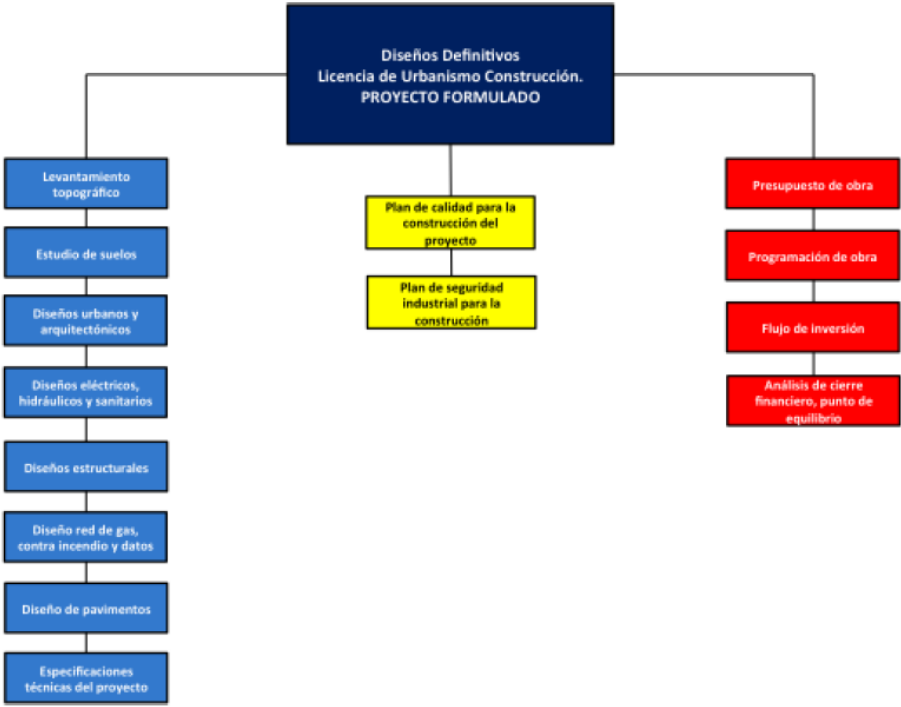 Diseños Definitivos
Licencia de Urbanismo Construcción.
PROYECTO FORMULADO
Levantamiento
topográfico
Estudio de suelos
Diseños urbanos y
arquitectónicos
Diseños eléctricos,
hidráulicos y sanitarios
Diseños estructurales
Diseño red de gas,
contra incendio y datos
Diseño de pavimentos
Especificaciones
técnicas del proyecto
Plan de calidad para la
construcción del
proyecto
Plan de seguridad
industrial para la
construcción
Presupuesto de obra
Programación de obra
Flujo de inversión
Análisis de cierre
financiero, punto de
equilibrio